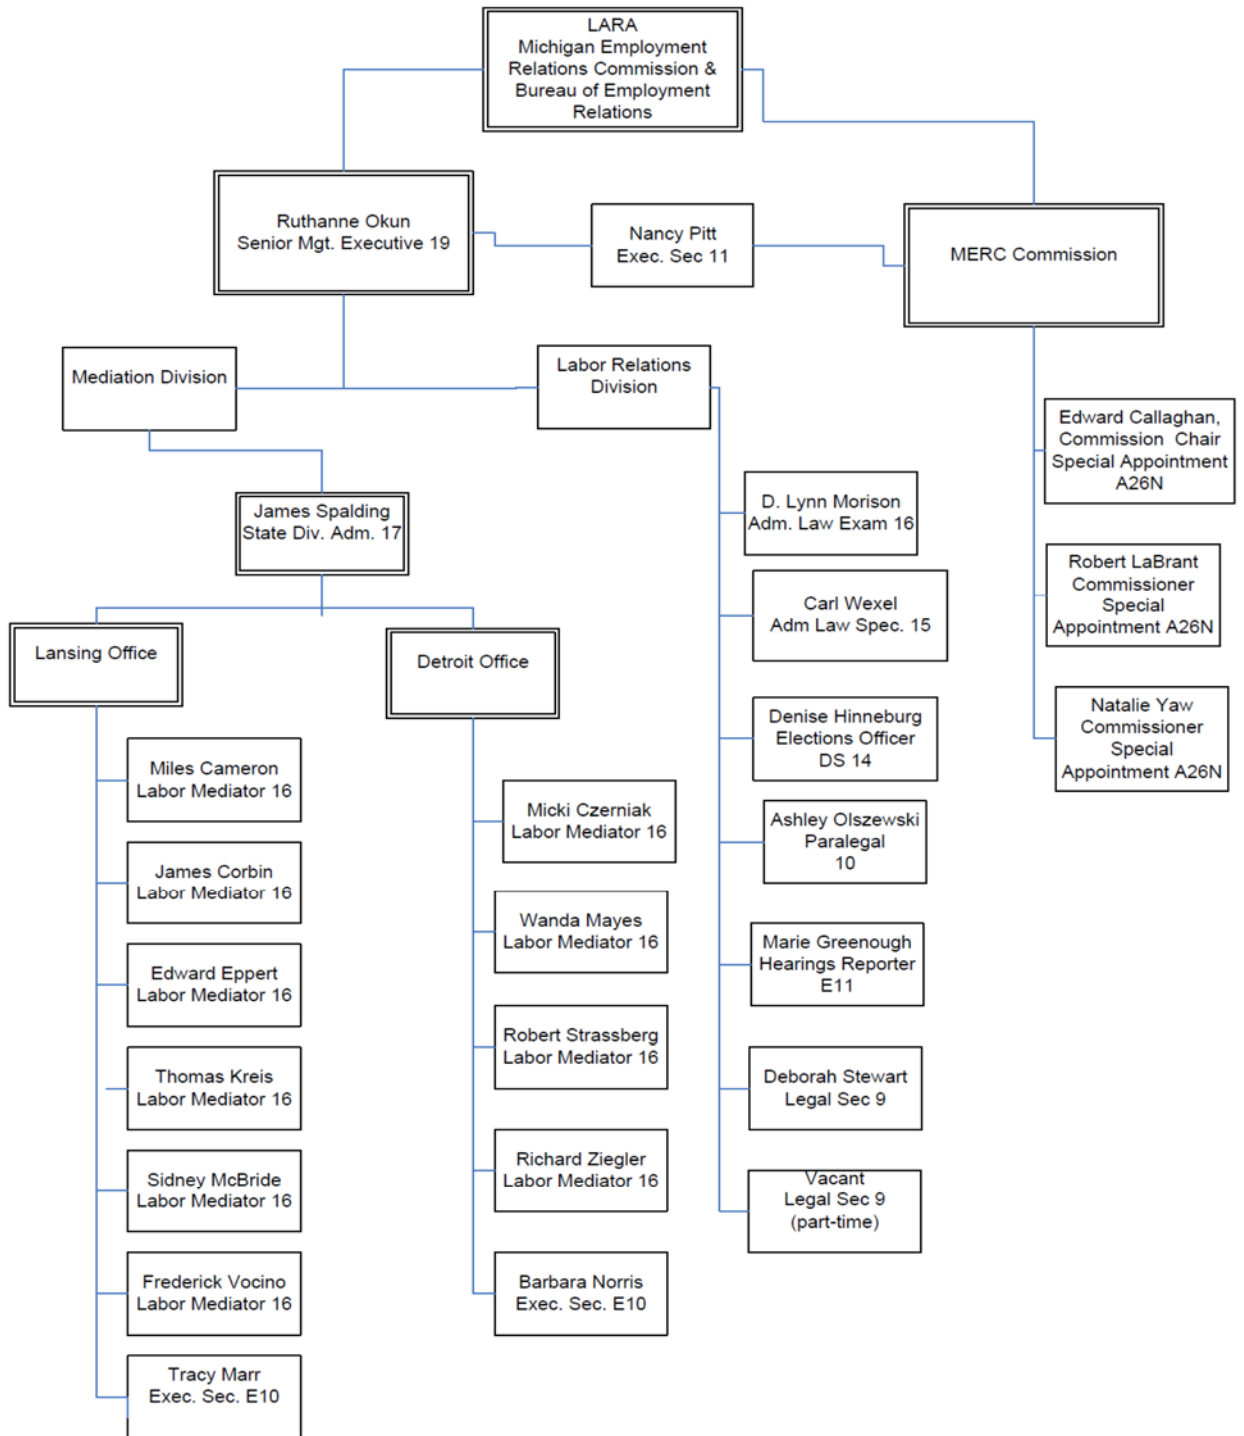 LARA
Michigan Employment
Relations Commission &
Bureau of Employment
Relations
Ruthanne Okun
Senior Mgt. Executive 19
Nancy Pitt
Exec. Sec 11
MERC Commission
Mediation Division
Labor Relations
Division
James Spalding
State Div. Adm. 17
Lansing Office
Detroit Office
Miles Cameron
Labor Mediator 16
James Corbin
Labor Mediator 16
Edward Eppert
Labor Mediator 16
Thomas Kreis
Labor Mediator 16
Sidney McBride
Labor Mediator 16
Frederick Vocino
Labor Mediator 16
Tracy Marr
Exec. Sec. E10
Micki Czerniak
Labor Mediator 16
Wanda Mayes
Labor Mediator 16
Robert Strassberg
Labor Mediator 16
Richard Ziegler
Labor Mediator 16
Barbara Norris
Exec. Sec. E10
D. Lynn Morison
Adm. Law Exam 16
Carl Wexel
Adm Law Spec. 15
Denise Hinneburg
Elections Officer
DS 14
Ashley Olszewski
Paralegal
10
Marie Greenough
Hearings Reporter
E11
Deborah Stewart
Legal Sec 9
Vacant
Legal Sec 9
(part-time)
Edward Callaghan,
Commission Chair
Special Appointment
A26N
Robert LaBrant
Commissioner
Special
Appointment A26N
Natalie Yaw
Commissioner
Special
Appointment A26N